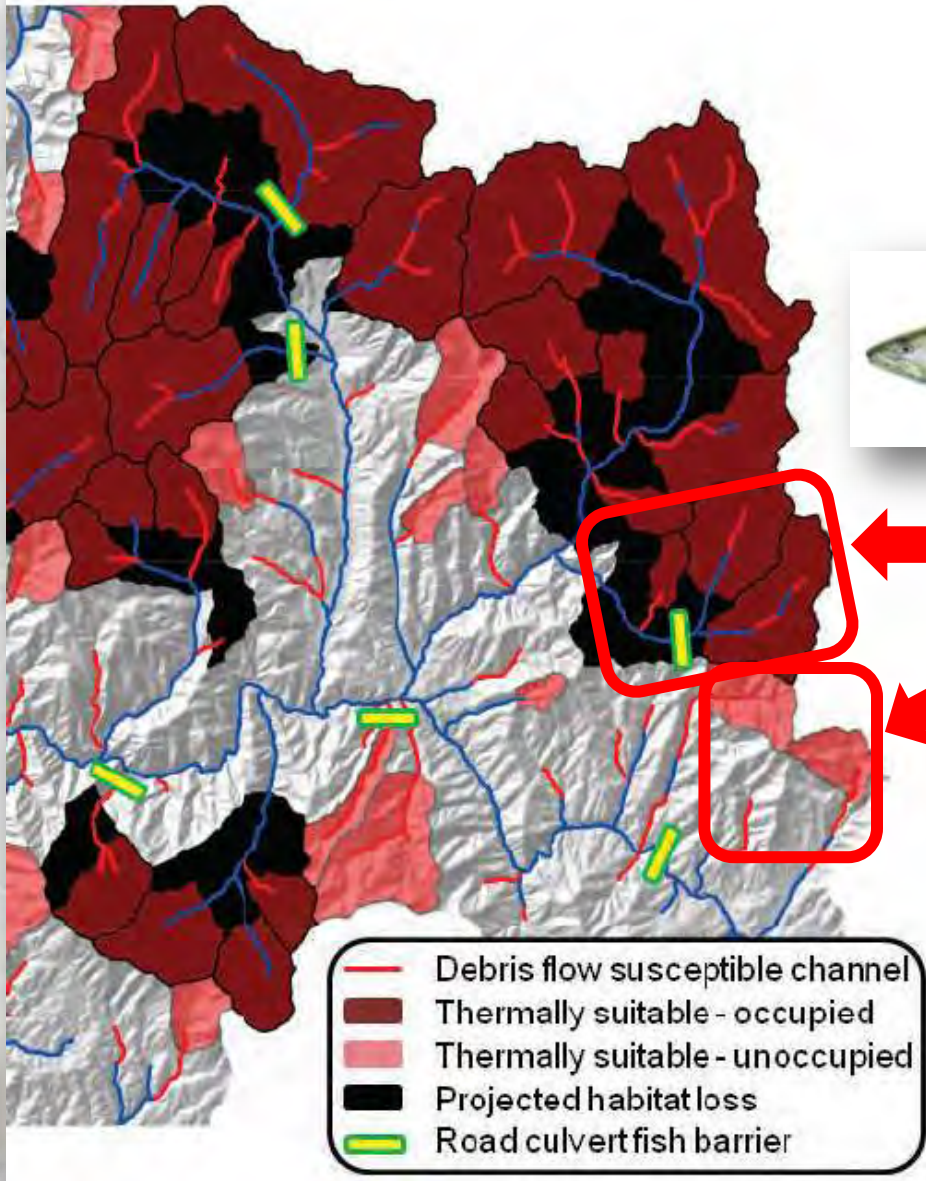 Debris flow susceptible channel
Thermally suitable - occupied
Thermally suitable - unoccupied
Projected habitat loss
Road culvert fish barrier